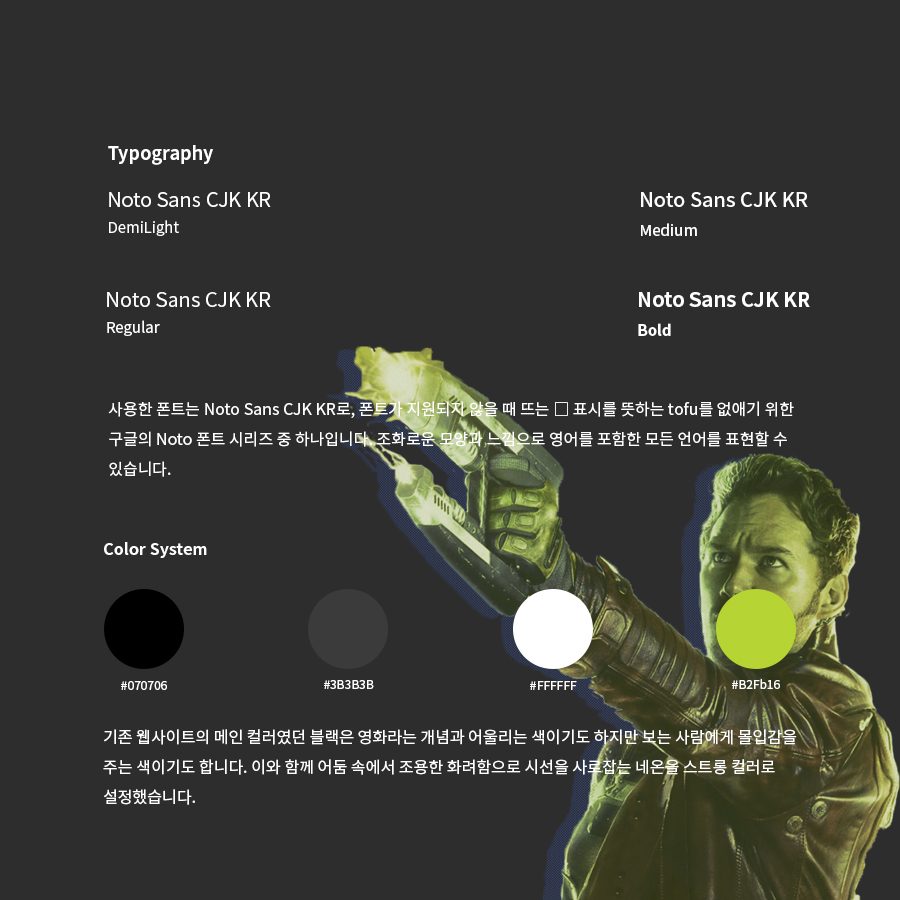 Typography
Noto Sans CJK KR
DemiLight
Noto Sans CJK KR
Medium
Noto Sans CJK KR
Regular
Noto Sans CJK KR
Bold
사용한 폰트는 Noto Sans CJK KR로, 폰트가 지원되지 않을 때 뜨는 □ 표시를 뜻하는 tofu를 없애기 위한
구글의 Noto 폰트 시리즈 중 하나입니다. 조화로운 모양과 느낌으로 영어를 포함한 모든 언어를 표현할 수
있습니다.
Color System
#070706
#3B3B3B
#FFFFFF
#B2Fb16
기존 웹사이트의 메인 컬러였던 블랙은 영화라는 개념과 어울리는 색이기도 하지만 보는 사람에게 몰입감을
주는 색이기도 합니다. 이와 함께 어둠 속에서 조용한 화려함으로 시선을 사로잡는 네온을 스트롱 컬러로
설정했습니다.